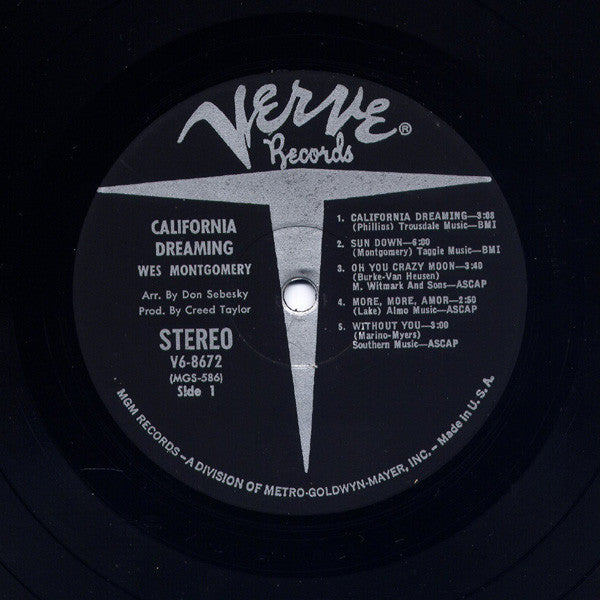 VERVE®
Records
CALIFORNIA
DREAMING
WES MONTGOMERY
Arr. By Don Sebesky
Prod. By Creed Taylor
STEREO
V6-8672
(MGS-586)
Side 1
1. CALIFORNIA DREAMING—3:08
(Phillios) Trousdale Music—BMI
2. SUN DOWN—6:00
(Montgomery) Taggie Music—BMI
3. OH YOU CRAZY MOON—3:40
(Burke-Van Heusen)
M. Witmark And Sons—ASCAP
4. MORE, MORE, AMOR—2:50
(Lake) Almo Music—ASCAP
5. WITHOUT YOU—3:00
(Marino-Myers)
Southern Music—ASCAP
MGM RECORDS—A DIVISION OF METRO-GOLDWYN-MAYER, INC.—Made in U. S. A.